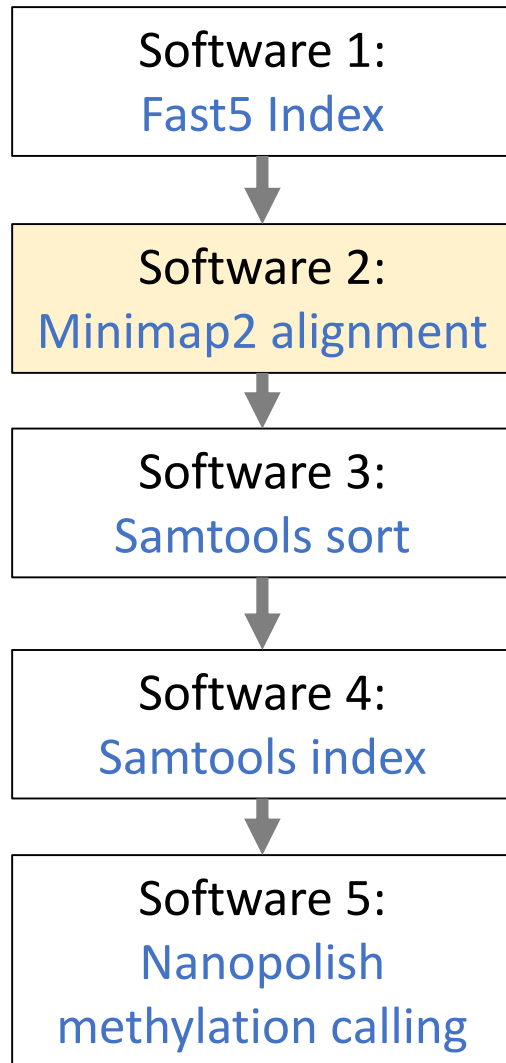 Software 1:
Fast5 Index
Software 2:
Minimap2 alignment
Software 3:
Samtools sort
Software 4:
Samtools index
Software 5:
Nanopolish
methylation calling